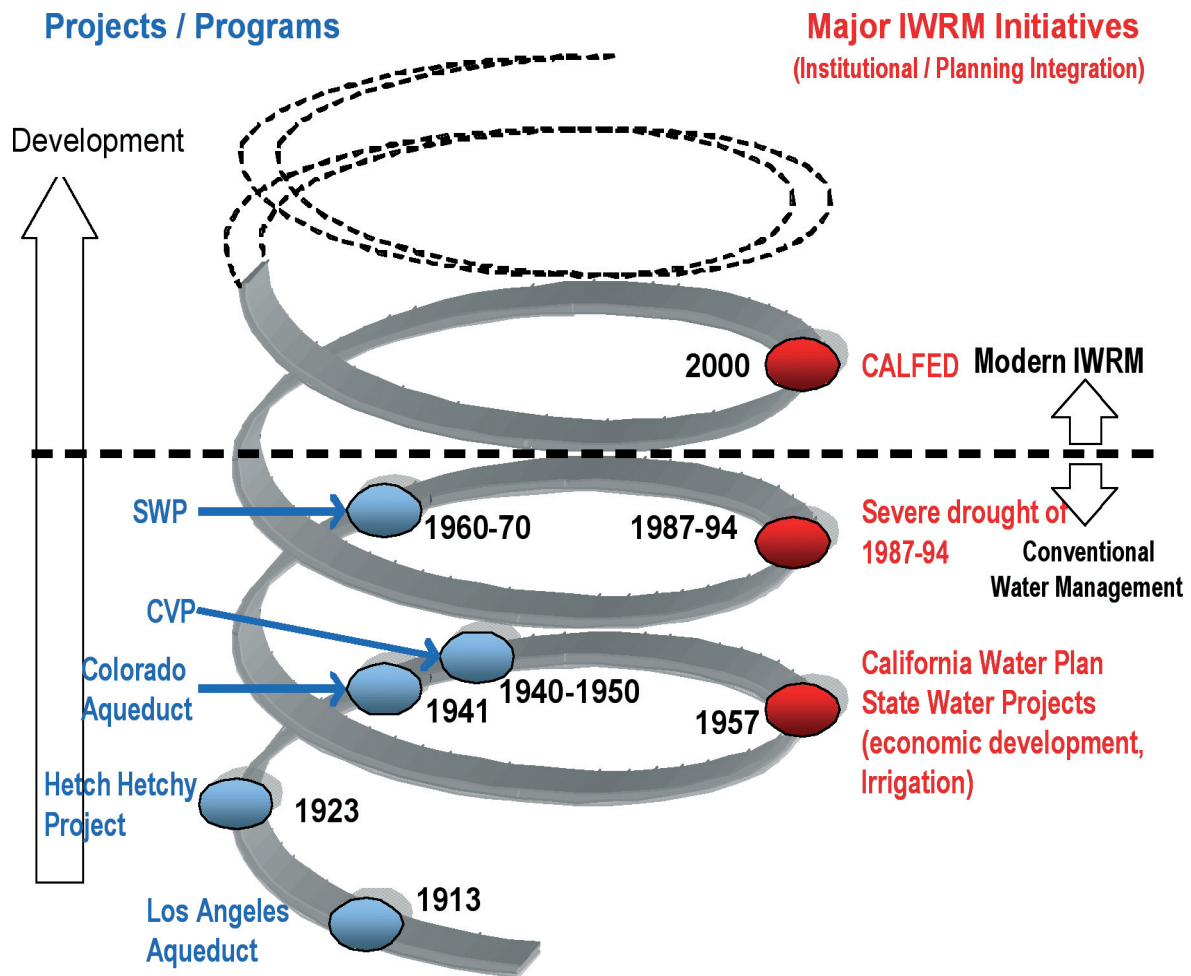 Projects / Programs
Major IWRM Initiatives
(Institutional / Planning Integration)
Development
2000
CALFED
Modern IWRM
SWP
1960-70
1987-94
Severe drought of
1987-94
Conventional
Water Management
CVP
Colorado
Aqueduct
1941
1940-1950
1957
California Water Plan
State Water Projects
(economic development,
Irrigation)
Hetch Hetchy
Project
1923
1913
Los Angeles
Aqueduct